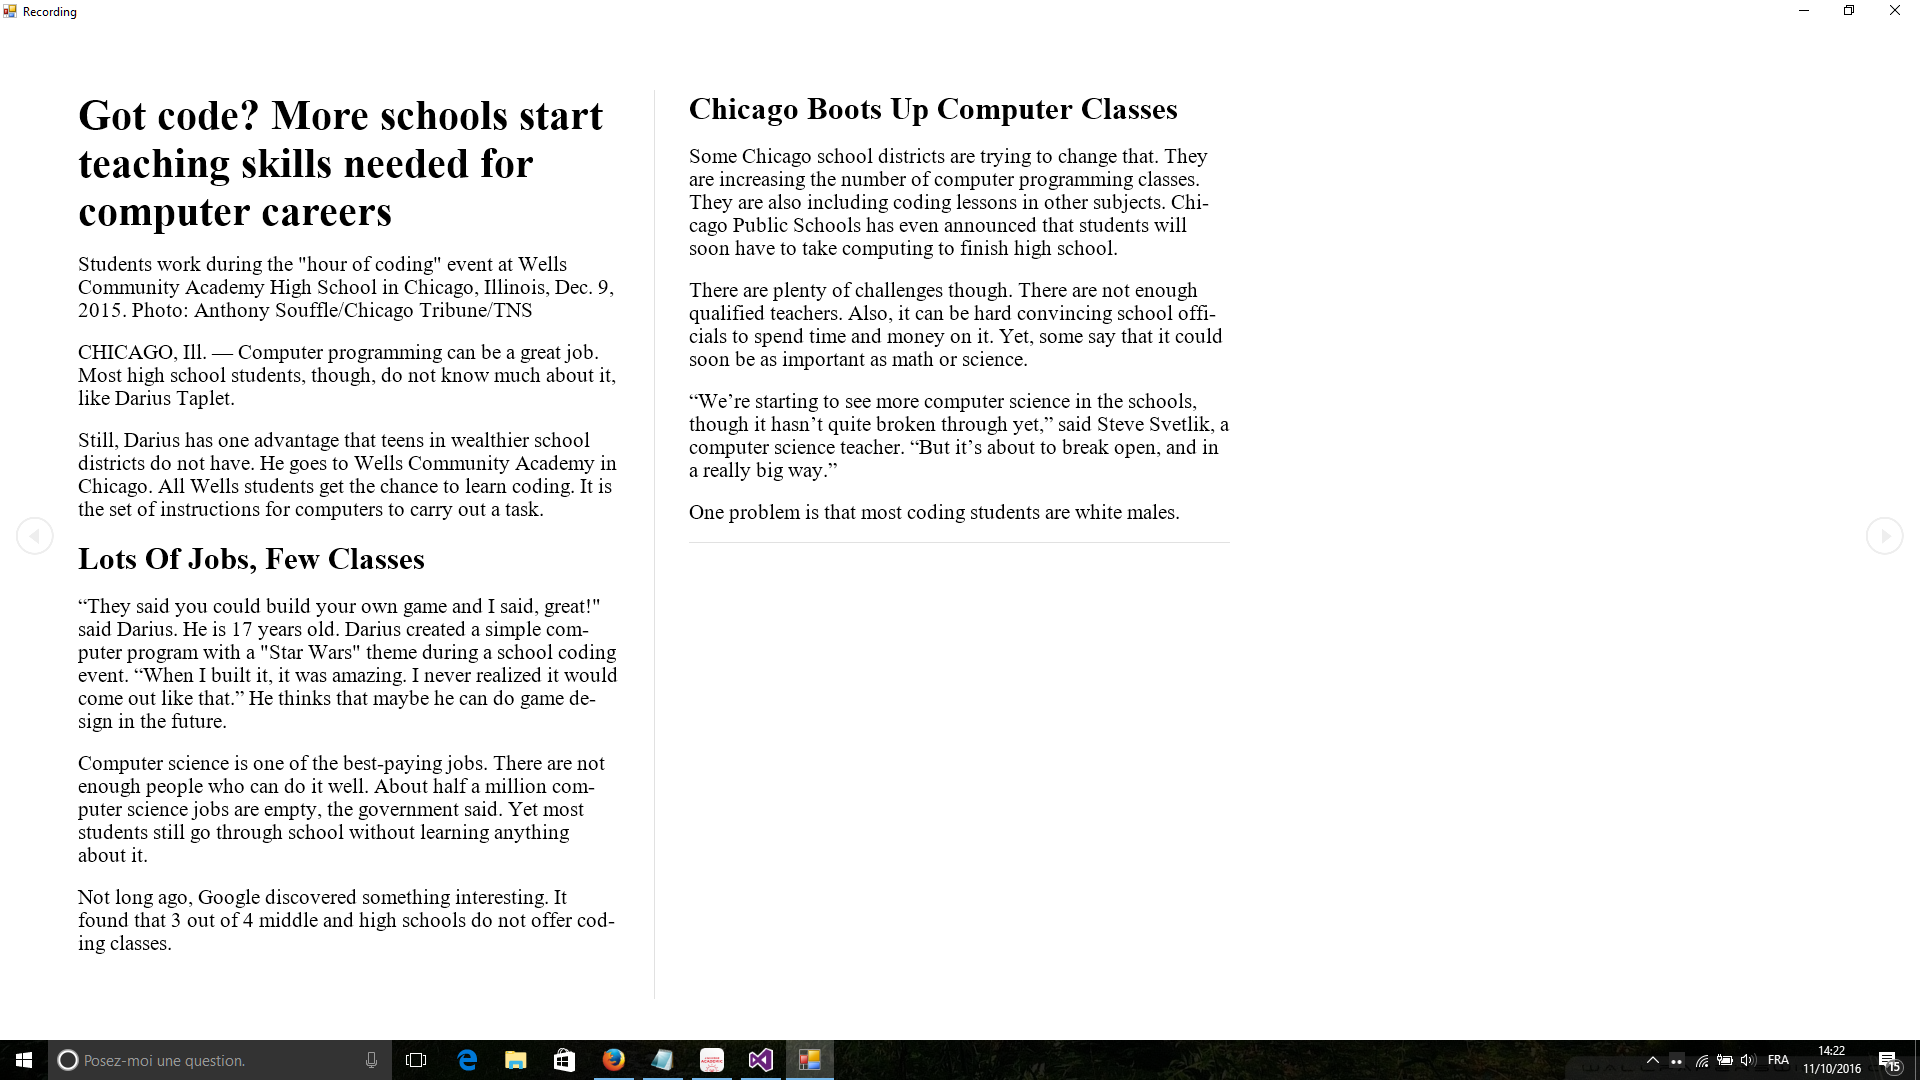 Recording
Got code? More schools start
teaching skills needed for
computer careers
Students work during the "hour of coding" event at Wells
Community Academy High School in Chicago, Illinois, Dec. 9,
2015. Photo: Anthony Souffle/Chicago Tribune/TNS
CHICAGO, Ill. — Computer programming can be a great job.
Most high school students, though, do not know much about it,
like Darius Taplet.
Still, Darius has one advantage that teens in wealthier school
districts do not have. He goes to Wells Community Academy in
Chicago. All Wells students get the chance to learn coding. It is
the set of instructions for computers to carry out a task.
Lots Of Jobs, Few Classes
“They said you could build your own game and I said, great!"
said Darius. He is 17 years old. Darius created a simple com-
puter program with a "Star Wars" theme during a school coding
event. “When I built it, it was amazing. I never realized it would
come out like that.” He thinks that maybe he can do game de-
sign in the future.
Computer science is one of the best-paying jobs. There are not
enough people who can do it well. About half a million com-
puter science jobs are empty, the government said. Yet most
students still go through school without learning anything
about it.
Not long ago, Google discovered something interesting. It
found that 3 out of 4 middle and high schools do not offer cod-
ing classes.
Chicago Boots Up Computer Classes
Some Chicago school districts are trying to change that. They
are increasing the number of computer programming classes.
They are also including coding lessons in other subjects. Chi-
cago Public Schools has even announced that students will
soon have to take computing to finish high school.
There are plenty of challenges though. There are not enough
qualified teachers. Also, it can be hard convincing school offi-
cials to spend time and money on it. Yet, some say that it could
soon be as important as math or science.
“We’re starting to see more computer science in the schools,
though it hasn’t quite broken through yet,” said Steve Svetlik, a
computer science teacher. “But it’s about to break open, and in
a really big way.”
One problem is that most coding students are white males.
Posez-moi une question.
FRA
14:22
11/10/2016
15